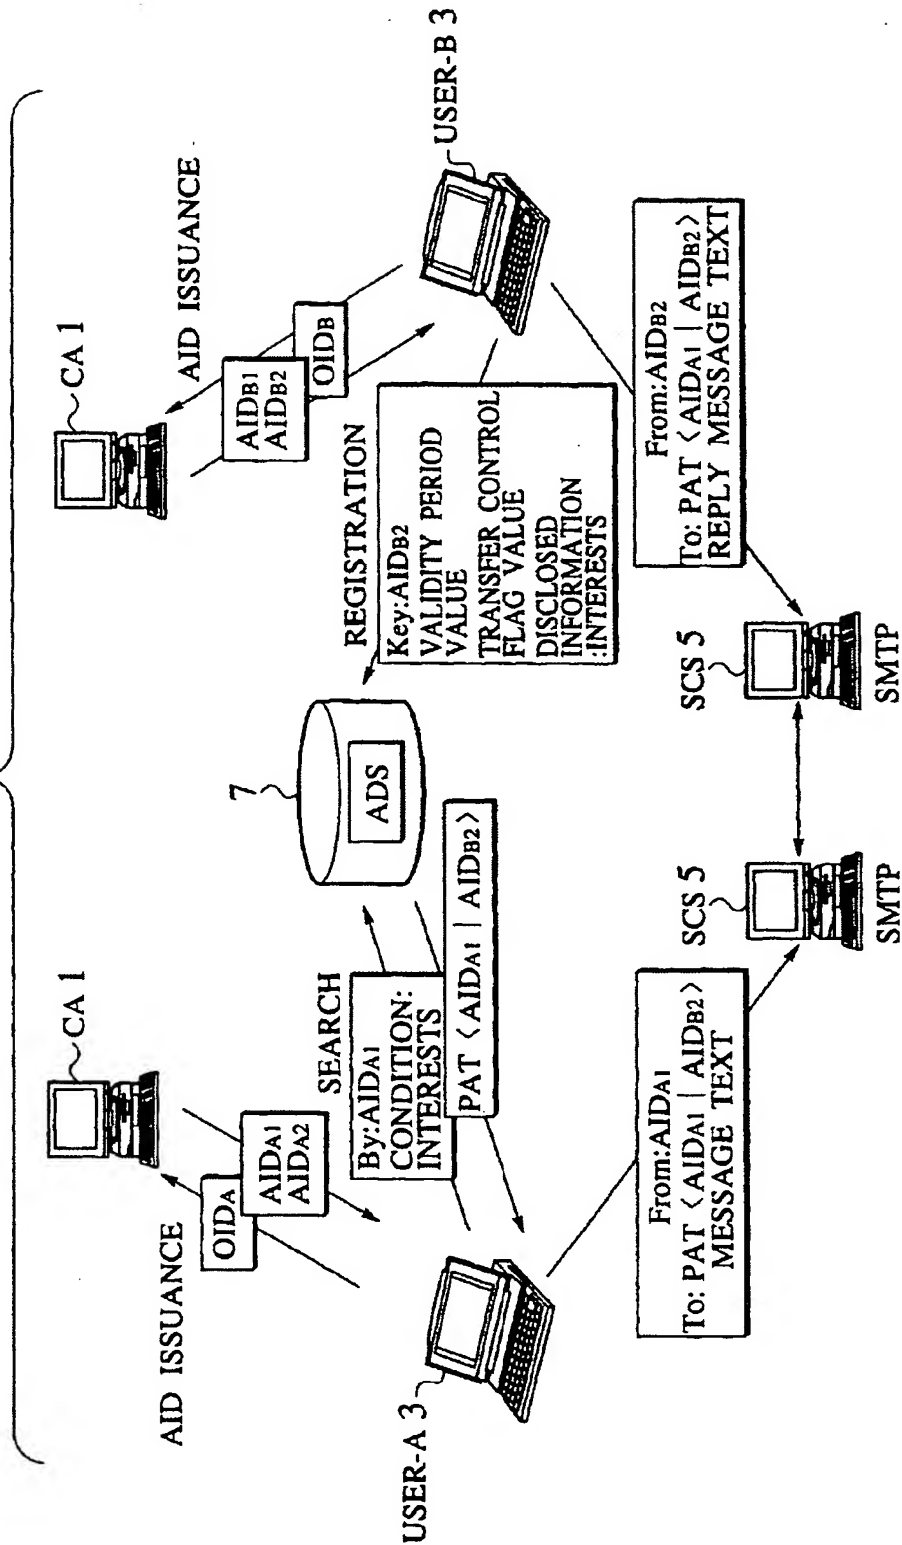 CA 1
AID ISSUANCE
OIDA
AIDA1
AIDA2
USER-A 3
SEARCH
By:AIDA1
CONDITION:
INTERESTS
PAT <AIDA1 | AIDB2>
7
ADS
CA 1
AID ISSUANCE
AIDB1
AIDB2
OIDB
USER-B 3
REGISTRATION
Key:AIDB2
VALIDITY PERIOD
VALUE
TRANSFER CONTROL
FLAG VALUE
DISCLOSED
INFORMATION
:INTERESTS
From:AIDA1
To: PAT <AIDA1 | AIDB2>
MESSAGE TEXT
SCS 5
SMTP
SCS 5
SMTP
From:AIDB2
To: PAT <AIDA1 | AIDB2>
REPLY MESSAGE TEXT